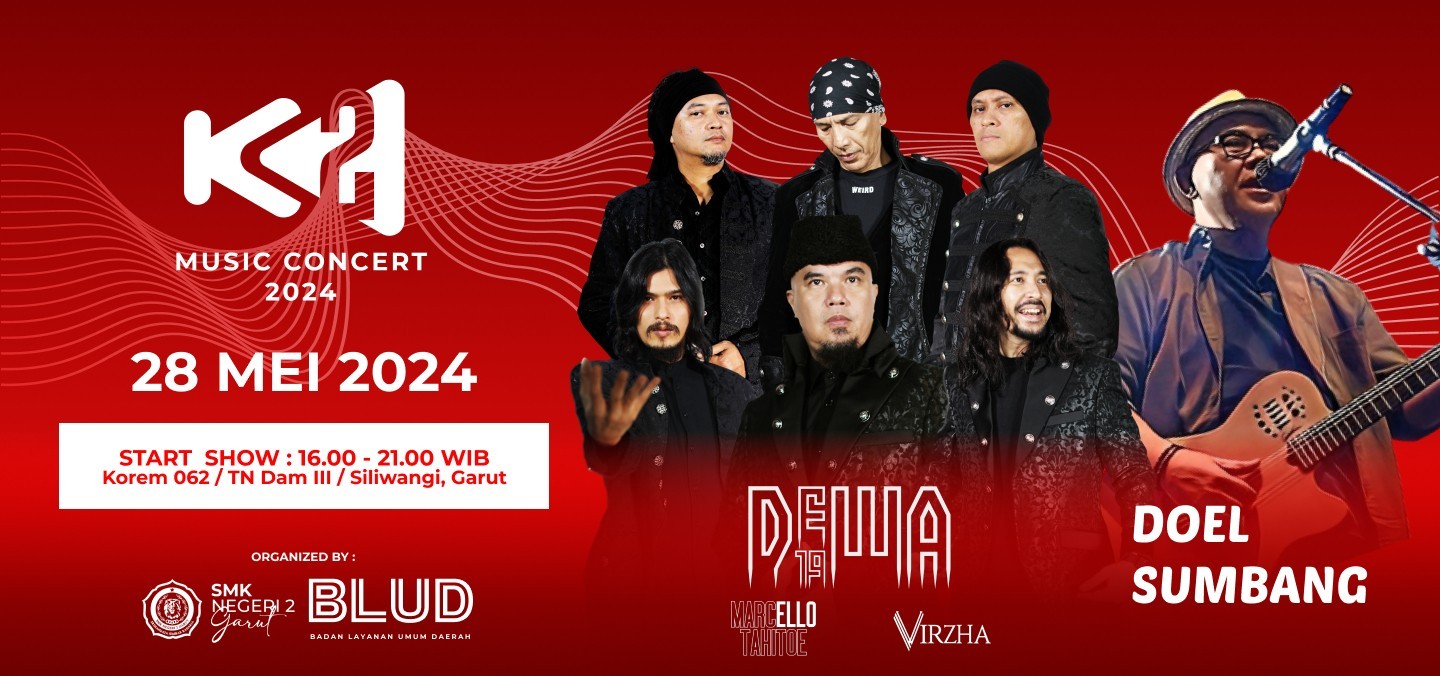 KH
MUSIC CONCERT
2024
28 MEI 2024
START SHOW : 16.00 - 21.00 WIB
Korem 062 / TN Dam III / Siliwangi, Garut
ORGANIZED BY :
SMK
NEGERI 2
Garut
BLUD
BADAN LAYANAN UMUM DAERAH
WEIRD
DEWA
19
MARCELLO
TAHITOE
VIRZHA
DOEL
SUMBANG